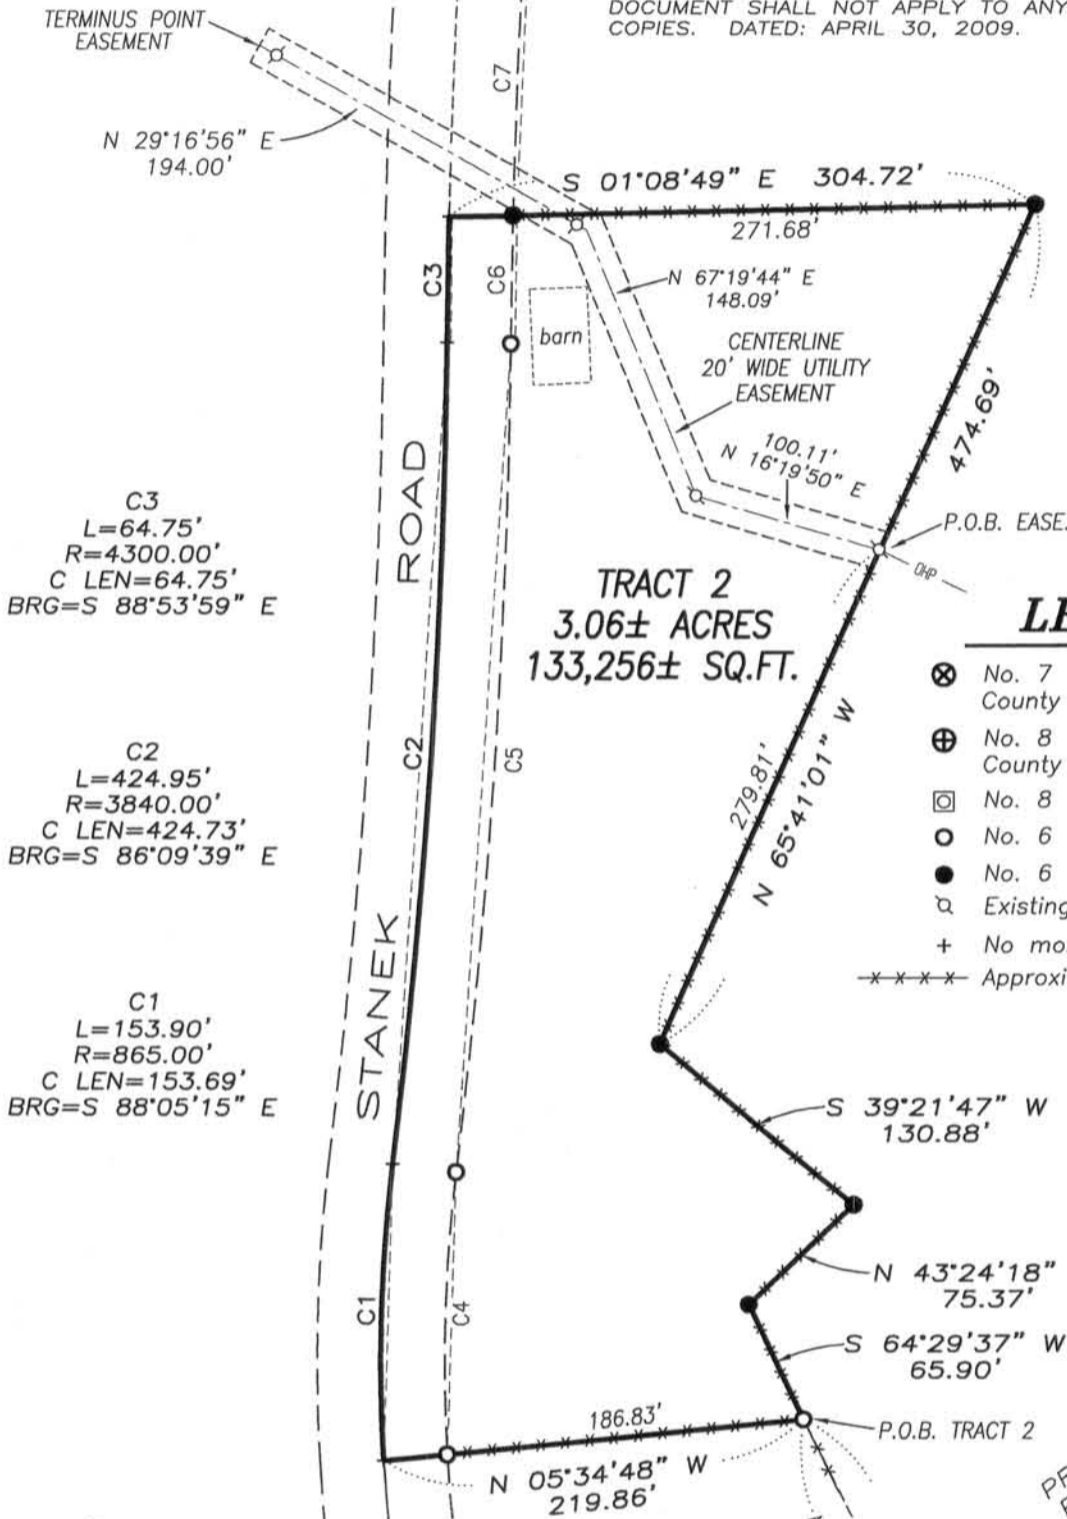 DOCUMENT SHALL NOT APPLY TO ANY
COPIES. DATED: APRIL 30, 2009.
TERMINUS POINT
EASEMENT
N 29°16'56" E
194.00'
C7
S 01°08'49" E 304.72'
271.68'
C3
C6
barn
N 67°19'44" E
148.09'
CENTERLINE
20' WIDE UTILITY
EASEMENT
100.11'
N 16°19'50" E
474.69'
P.O.B. EASE.
OHP
STANEK ROAD
C3
L=64.75'
R=4300.00'
C LEN=64.75'
BRG=S 88°53'59" E
TRACT 2
3.06± ACRES
133,256± SQ.FT.
No. 7
County
No. 8
County
No. 8
No. 6
No. 6
Existing
No mo
Approxi
C2
C5
279.81'
N 65°41'01" W
C2
L=424.95'
R=3840.00'
C LEN=424.73'
BRG=S 86°09'39" E
C1
L=153.90'
R=865.00'
C LEN=153.69'
BRG=S 88°05'15" E
S 39°21'47" W
130.88'
N 43°24'18"
75.37'
C1
C4
S 64°29'37" W
65.90'
186.83'
P.O.B. TRACT 2
N 05°34'48" W
219.86'